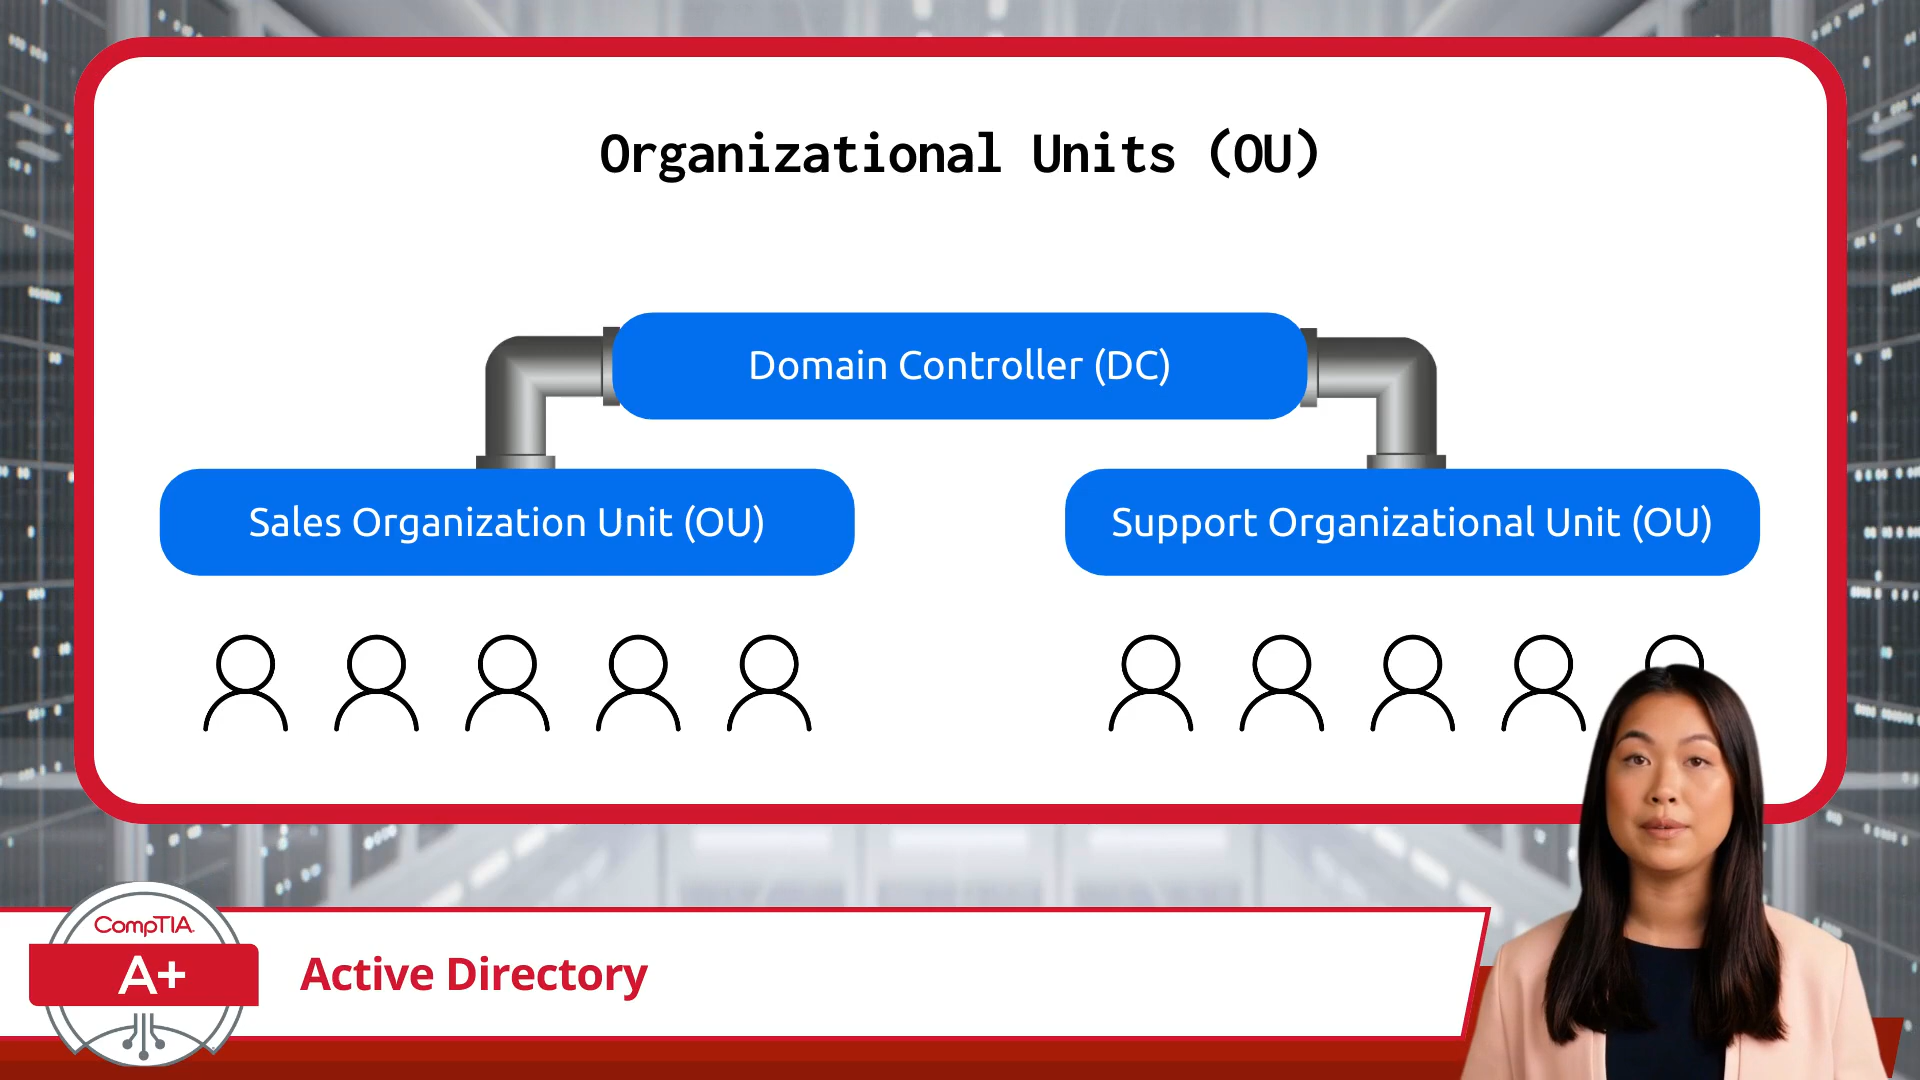 Organizational Units (OU)
Domain Controller (DC)
Sales Organization Unit (OU)
Support Organizational Unit (OU)
CompTIA.
A+
Active Directory